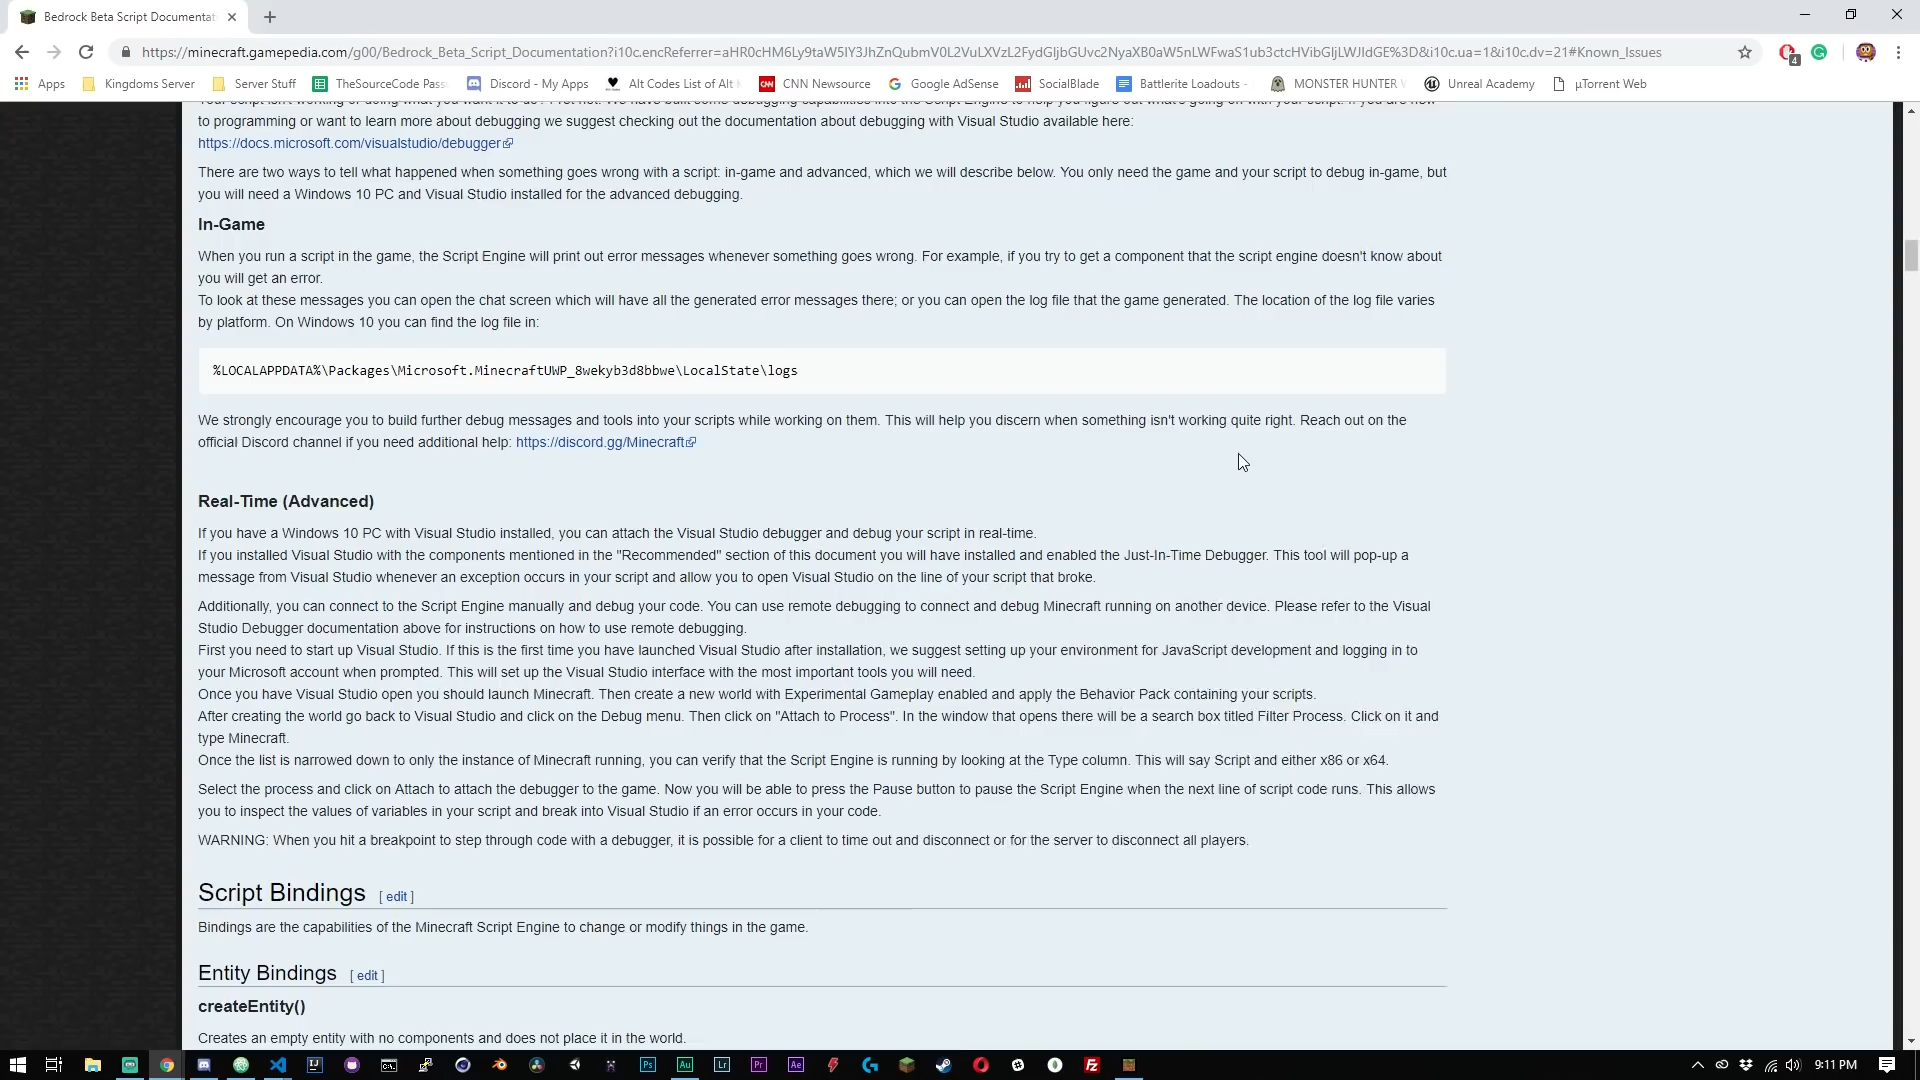 Bedrock Beta Script Documentat
https://minecraft.gamepedia.com/g00/Bedrock_Beta_Script_Documentation?i10c.encReferrer=aHR0cHM6Ly9taW5lY3JhZnQubmV0L2VuLXVzL2FydGljbGUvc2NyaXB0aW5nLWFwaS1ub3ctcHVibGljLWJldGE%3D&i10c.ua=1&i10c.dv=21#Known_Issues
4
Apps Kingdoms Server Server Stuff TheSourceCode Pas Discord - My Apps Alt Codes List of Alt CNN Newsource Google AdSense SocialBlade Battlerite Loadouts - MONSTER HUNTER Unreal Academy µTorrent Web
to programming or want to learn more about debugging we suggest checking out the documentation about debugging with Visual Studio available here:
https://docs.microsoft.com/visualstudio/debugger
There are two ways to tell what happened when something goes wrong with a script: in-game and advanced, which we will describe below. You only need the game and your script to debug in-game, but
you will need a Windows 10 PC and Visual Studio installed for the advanced debugging.
In-Game
When you run a script in the game, the Script Engine will print out error messages whenever something goes wrong. For example, if you try to get a component that the script engine doesn't know about
you will get an error.
To look at these messages you can open the chat screen which will have all the generated error messages there; or you can open the log file that the game generated. The location of the log file varies
by platform. On Windows 10 you can find the log file in:
%LOCALAPPDATA%\Packages\Microsoft.MinecraftUWP_8wekyb3d8bbwe\LocalState\logs
We strongly encourage you to build further debug messages and tools into your scripts while working on them. This will help you discern when something isn't working quite right. Reach out on the
official Discord channel if you need additional help: https://discord.gg/Minecraft
Real-Time (Advanced)
If you have a Windows 10 PC with Visual Studio installed, you can attach the Visual Studio debugger and debug your script in real-time.
If you installed Visual Studio with the components mentioned in the "Recommended" section of this document you will have installed and enabled the Just-In-Time Debugger. This tool will pop-up a
message from Visual Studio whenever an exception occurs in your script and allow you to open Visual Studio on the line of your script that broke.
Additionally, you can connect to the Script Engine manually and debug your code. You can use remote debugging to connect and debug Minecraft running on another device. Please refer to the Visual
Studio Debugger documentation above for instructions on how to use remote debugging.
First you need to start up Visual Studio. If this is the first time you have launched Visual Studio after installation, we suggest setting up your environment for JavaScript development and logging in to
your Microsoft account when prompted. This will set up the Visual Studio interface with the most important tools you will need.
Once you have Visual Studio open you should launch Minecraft. Then create a new world with Experimental Gameplay enabled and apply the Behavior Pack containing your scripts.
After creating the world go back to Visual Studio and click on the Debug menu. Then click on "Attach to Process". In the window that opens there will be a search box titled Filter Process. Click on it and
type Minecraft.
Once the list is narrowed down to only the instance of Minecraft running, you can verify that the Script Engine is running by looking at the Type column. This will say Script and either x86 or x64.
Select the process and click on Attach to attach the debugger to the game. Now you will be able to press the Pause button to pause the Script Engine when the next line of script code runs. This allows
you to inspect the values of variables in your script and break into Visual Studio if an error occurs in your code.
WARNING: When you hit a breakpoint to step through code with a debugger, it is possible for a client to time out and disconnect or for the server to disconnect all players.
Script Bindings [ edit ]
Bindings are the capabilities of the Minecraft Script Engine to change or modify things in the game.
Entity Bindings [ edit ]
createEntity()
Creates an empty entity with no components and does not place it in the world.
Ps Au Lr Pr Ae 9:11 PM